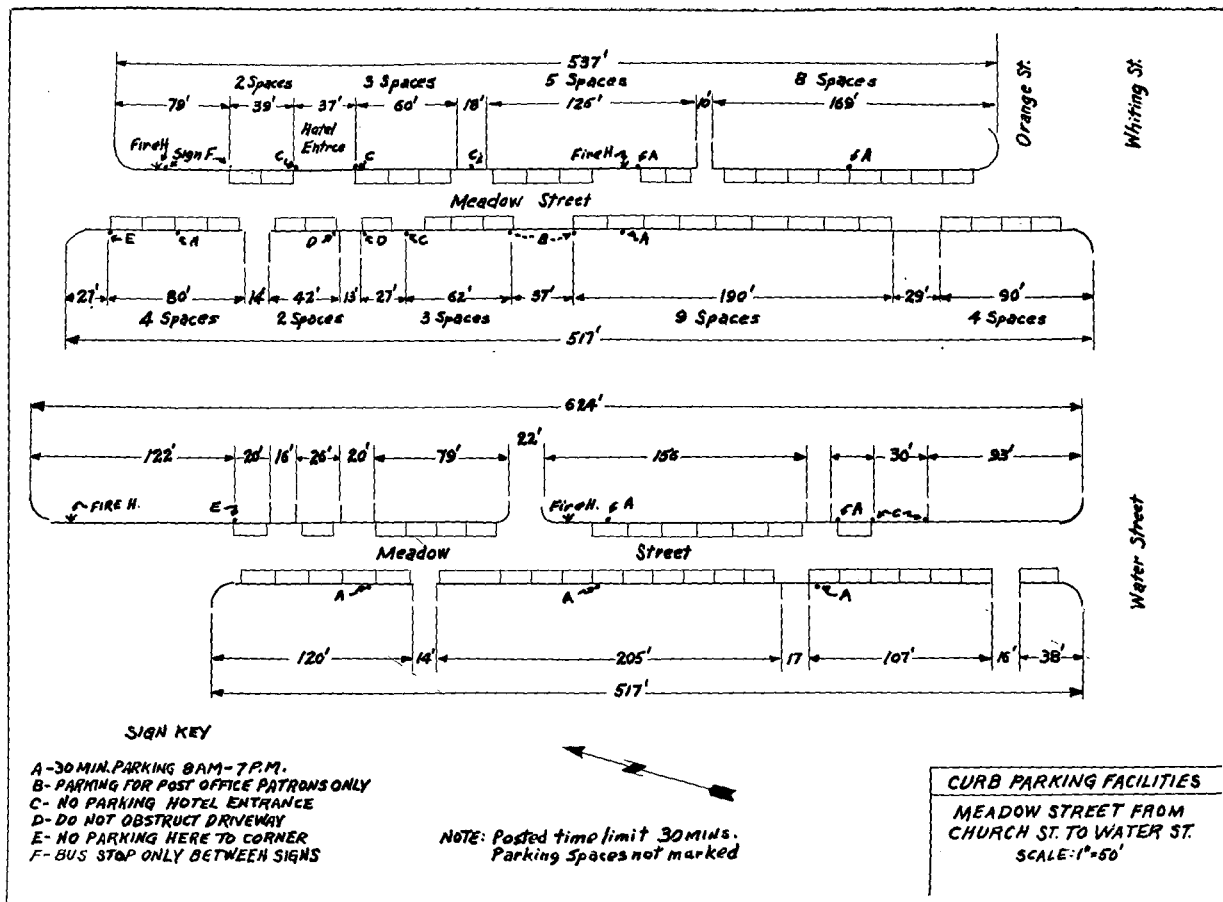 537'
2 Spaces 3 Spaces 5 Spaces 8 Spaces
79' 39' 37' 60' 18' 126' 10' 169'
Orange St.
Whiting St.
Hotel
Entrce
Fire H. Sign F. C C C Fire H. A A
Meadow Street
E A D D C B A
27' 80' 14' 42' 13' 27' 62' 37' 190' 29' 90'
4 Spaces 2 Spaces 3 Spaces 9 Spaces 4 Spaces
517'
624'
122' 20' 16' 26' 20' 79' 22' 156 30' 93'
FIRE H. E Fire H. A A C
Meadow Street
Water Street
A A A
120' 14' 205' 17 107' 16' 38'
517'
SIGN KEY
A-30 MIN. PARKING 8AM-7P.M.
B- PARKING FOR POST OFFICE PATRONS ONLY
C- NO PARKING HOTEL ENTRANCE
D- DO NOT OBSTRUCT DRIVEWAY
E- NO PARKING HERE TO CORNER
F- BUS STOP ONLY BETWEEN SIGNS
NOTE: Posted time limit 30 MINS.
Parking Spaces not marked
CURB PARKING FACILITIES
MEADOW STREET FROM
CHURCH ST. TO WATER ST.
SCALE: 1"=50'